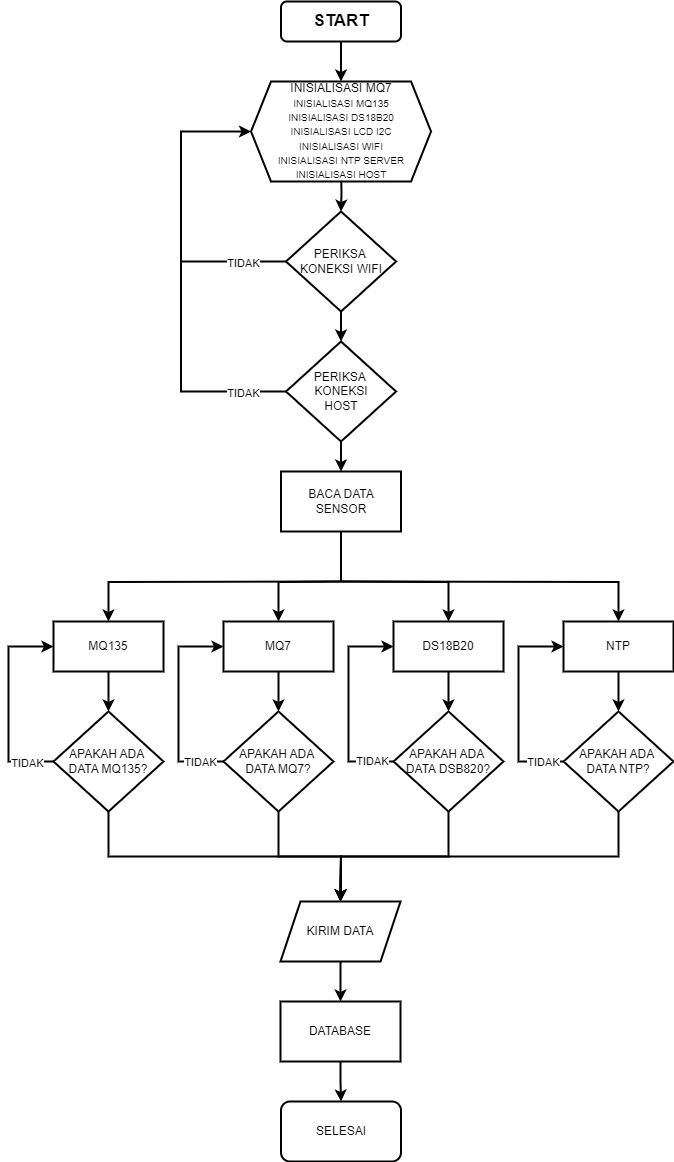 START
INISIALISASI MQ7
INISIALISASI MQ135
INISIALISASI DS18B20
INISIALISASI LCD I2C
INISIALISASI WIFI
INISIALISASI NTP SERVER
INISIALISASI HOST
PERIKSA
KONEKSI WIFI
TIDAK
PERIKSA
KONEKSI
HOST
TIDAK
BACA DATA
SENSOR
MQ135
MQ7
DS18B20
NTP
APAKAH ADA
DATA MQ135?
TIDAK
APAKAH ADA
DATA MQ7?
TIDAK
APAKAH ADA
DATA DSB820?
TIDAK
APAKAH ADA
DATA NTP?
TIDAK
KIRIM DATA
DATABASE
SELESAI